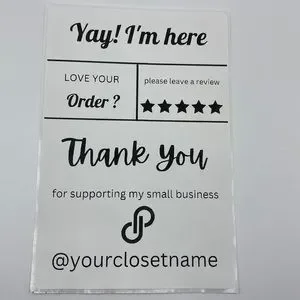 Yay! I'm here
LOVE YOUR
Order ?
please leave a review
Thank You
for supporting my small business
@yourclosetname